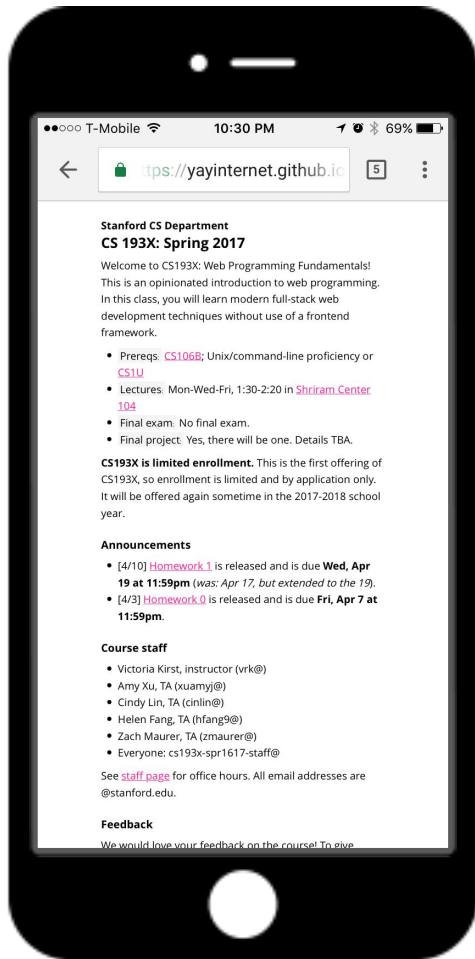 T-Mobile 10:30 PM 69%
ttps://yayinternet.github.io 5
Stanford CS Department
CS 193X: Spring 2017
Welcome to CS193X: Web Programming Fundamentals!
This is an opinionated introduction to web programming.
In this class, you will learn modern full-stack web
development techniques without use of a frontend
framework.
• Prereqs: CS106B; Unix/command-line proficiency or
CS1U
• Lectures: Mon-Wed-Fri, 1:30-2:20 in Shriram Center
104
• Final exam: No final exam.
• Final project: Yes, there will be one. Details TBA.
CS193X is limited enrollment. This is the first offering of
CS193X, so enrollment is limited and by application only.
It will be offered again sometime in the 2017-2018 school
year.
Announcements
• [4/10] Homework 1 is released and is due Wed, Apr
19 at 11:59pm (was: Apr 17, but extended to the 19).
• [4/3] Homework 0 is released and is due Fri, Apr 7 at
11:59pm.
Course staff
• Victoria Kirst, instructor (vrk@)
• Amy Xu, TA (xuamyj@)
• Cindy Lin, TA (cinlin@)
• Helen Fang, TA (hfang9@)
• Zach Maurer, TA (zmaurer@)
• Everyone: cs193x-spr1617-staff@
See staff page for office hours. All email addresses are
@stanford.edu.
Feedback
We would love your feedback on the course! To give